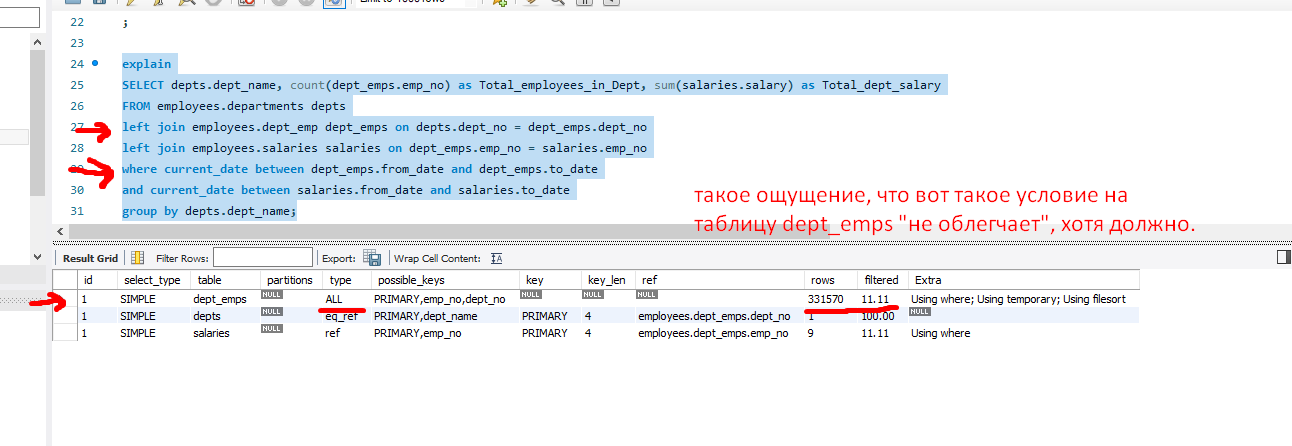 22 ;
23
24 explain
25 SELECT depts.dept_name, count(dept_emps.emp_no) as Total_employees_in_Dept, sum(salaries.salary) as Total_dept_salary
26 FROM employees.departments depts
27 left join employees.dept_emp dept_emps on depts.dept_no = dept_emps.dept_no
28 left join employees.salaries salaries on dept_emps.emp_no = salaries.emp_no
29 where current_date between dept_emps.from_date and dept_emps.to_date
30 and current_date between salaries.from_date and salaries.to_date
31 group by depts.dept_name;
такое ощущение, что вот такое условие на
таблицу dept_emps "не облегчает", хотя должно.
Result Grid Filter Rows: Export: Wrap Cell Content:
id select_type table partitions type possible_keys key key_len ref rows filtered Extra
1 SIMPLE dept_emps NULL ALL PRIMARY,emp_no,dept_no NULL NULL NULL 331570 11.11 Using where; Using temporary; Using filesort
1 SIMPLE depts NULL eq_ref PRIMARY,dept_name PRIMARY 4 employees.dept_emps.dept_no 1 100.00 NULL
1 SIMPLE salaries NULL ref PRIMARY,emp_no PRIMARY 4 employees.dept_emps.emp_no 9 11.11 Using where